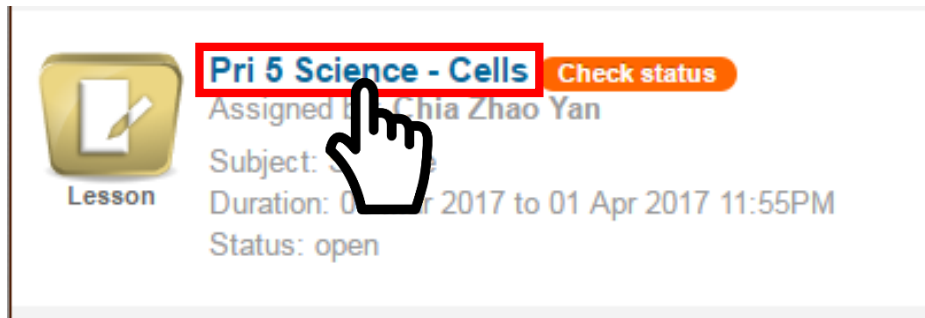 Pri 5 Science - Cells Check status
Assigned Chia Zhao Yan
Subject:
Lesson
Duration: 2017 to 01 Apr 2017 11:55PM
Status: open